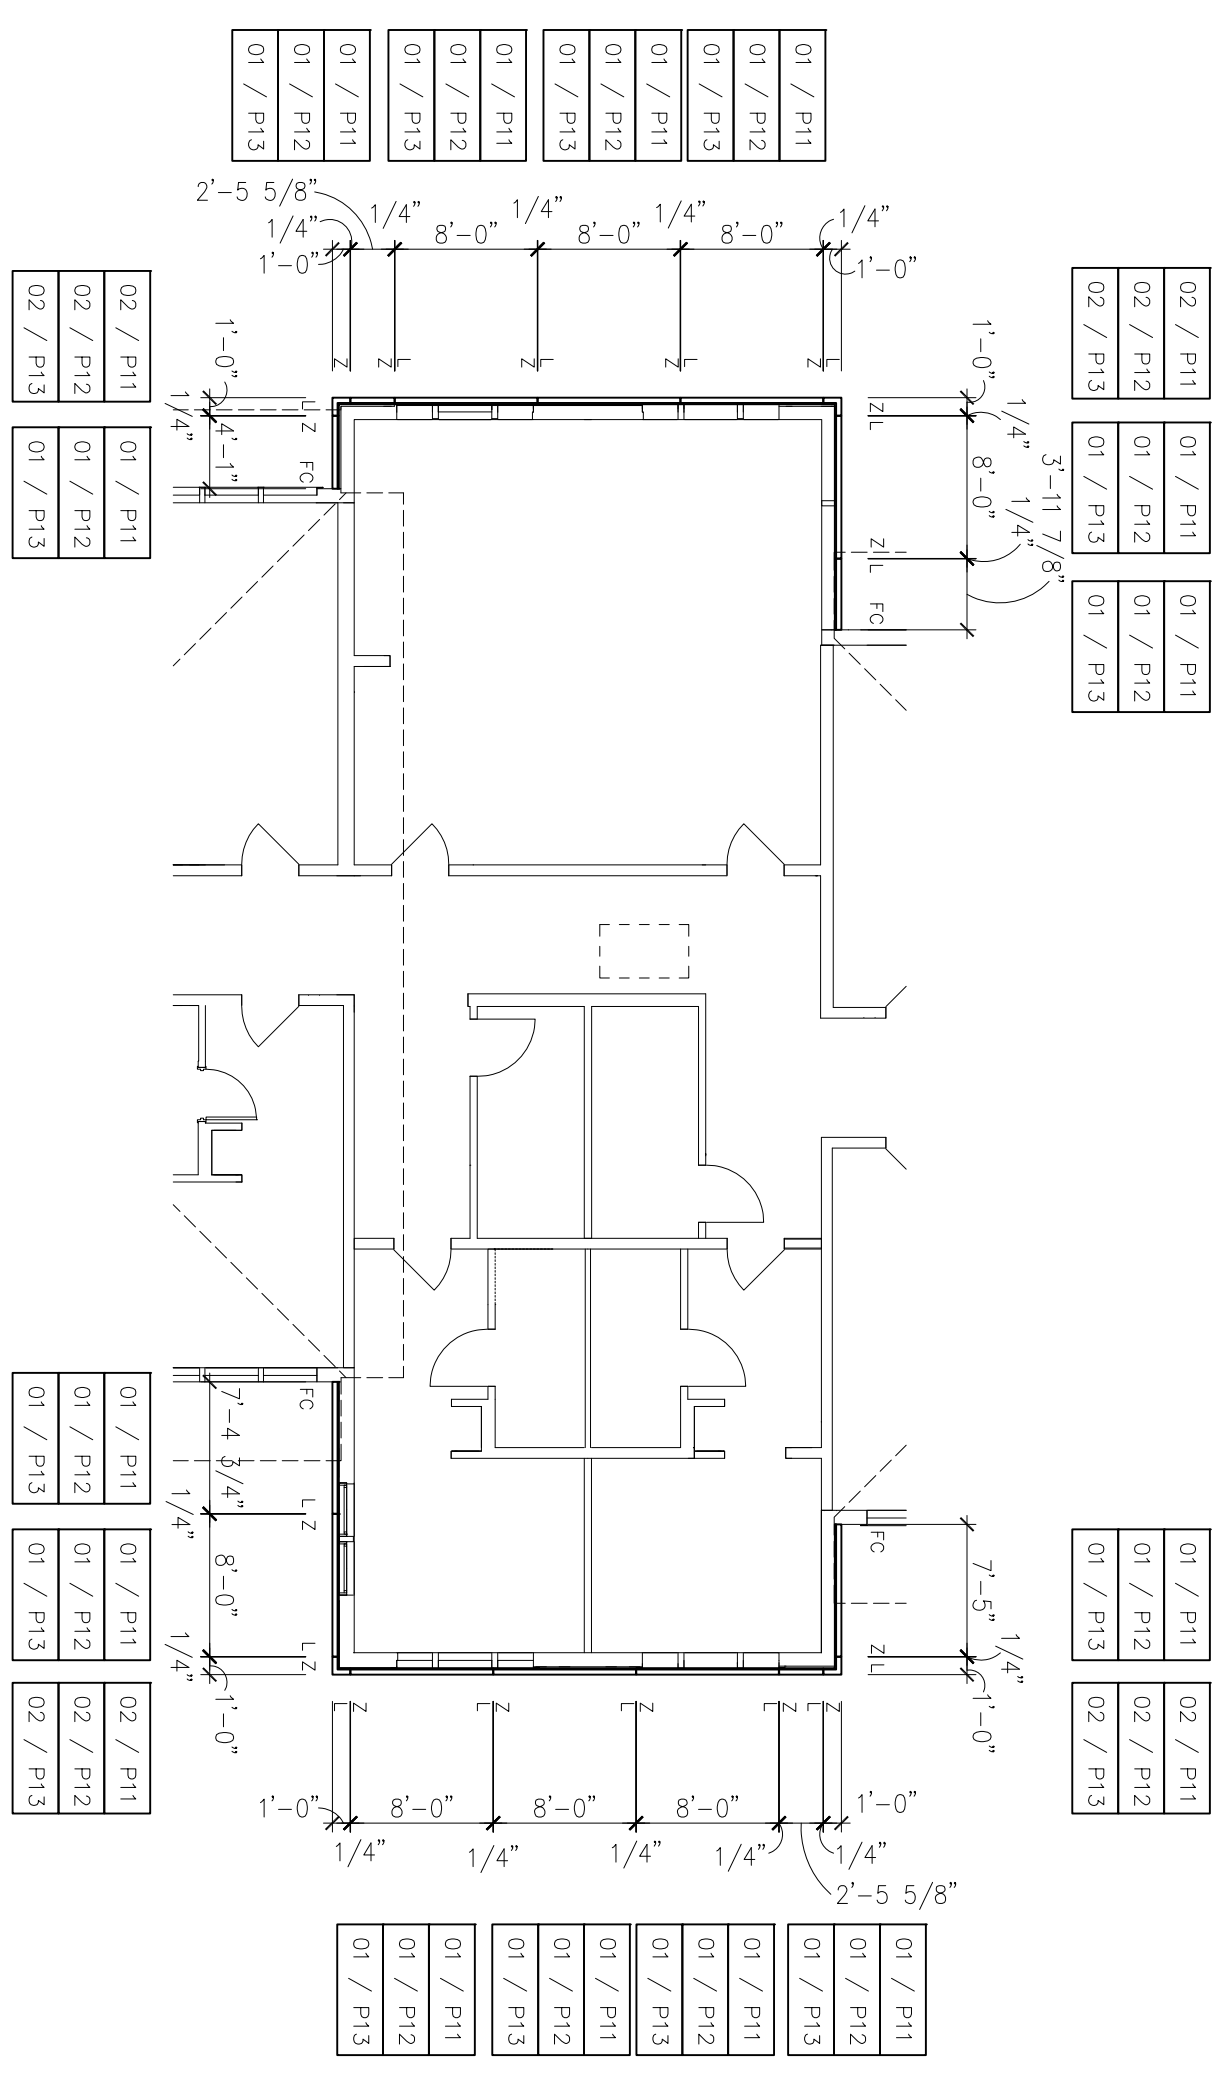 01 / P13
01 / P12
01 / P11
01 / P13
01 / P12
01 / P11
01 / P13
01 / P12
01 / P11
01 / P13
01 / P12
01 / P11
2'-5 5/8"
1/4"
1/4"
1/4"
1/4"
1/4"
8'-0"
8'-0"
8'-0"
1'-0"
1'-0"
Z
Z
L
L
L
L
02 / P13
02 / P12
02 / P11
01 / P13
01 / P12
01 / P11
1'-0"
1/4"
4'-1"
L
Z
FC
02 / P13
02 / P12
02 / P11
01 / P13
01 / P12
01 / P11
01 / P13
01 / P12
01 / P11
1'-0"
1/4"
8'-0"
1/4"
3'-11 7/8"
Z
L
Z
L
FC
01 / P13
01 / P12
01 / P11
01 / P13
01 / P12
01 / P11
02 / P13
02 / P12
02 / P11
FC
7'-4 3/4"
1/4"
L
Z
8'-0"
1/4"
L
Z
1'-0"
FC
7'-5"
1/4"
Z
L
1'-0"
01 / P13
01 / P12
01 / P11
02 / P13
02 / P12
02 / P11
L
Z
L
Z
L
Z
L
Z
L
Z
1'-0"
8'-0"
8'-0"
8'-0"
1'-0"
1/4"
1/4"
1/4"
1/4"
1/4"
2'-5 5/8"
01 / P13
01 / P12
01 / P11
01 / P13
01 / P12
01 / P11
01 / P13
01 / P12
01 / P11
01 / P13
01 / P12
01 / P11